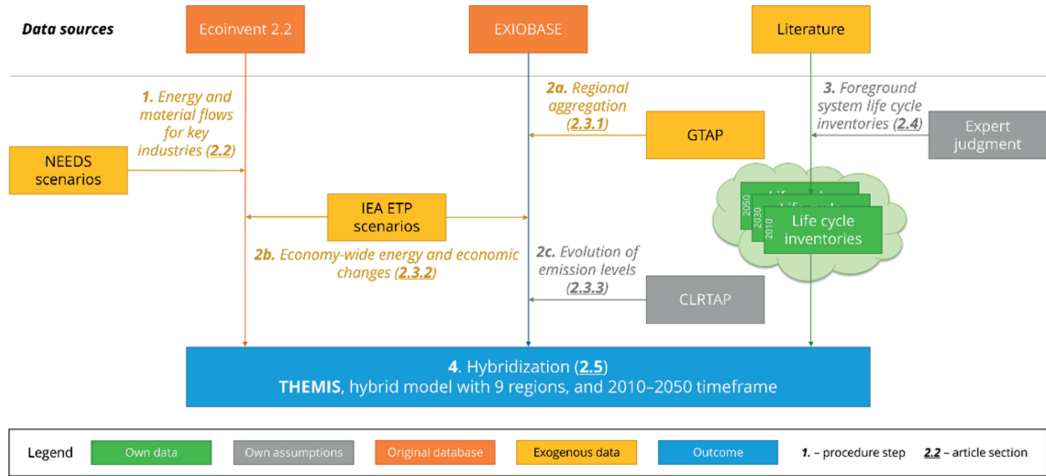 Data sources
Ecoinvent 2.2
EXIOBASE
Literature
1. Energy and
material flows
for key
industries (2.2)
2a. Regional
aggregation
(2.3.1)
3. Foreground
system life cycle
inventories (2.4)
GTAP
Expert
judgment
NEEDS
scenarios
IEA ETP
scenarios
2b. Economy-wide energy and economic
changes (2.3.2)
2050
2030
2010
Life cycle
Life cycle
Life cycle
inventories
2c. Evolution of
emission levels
(2.3.3)
CLRTAP
4. Hybridization (2.5)
THEMIS, hybrid model with 9 regions, and 2010–2050 timeframe
Legend
Own data
Own assumptions
Original database
Exogenous data
Outcome
1. – procedure step
2.2 – article section